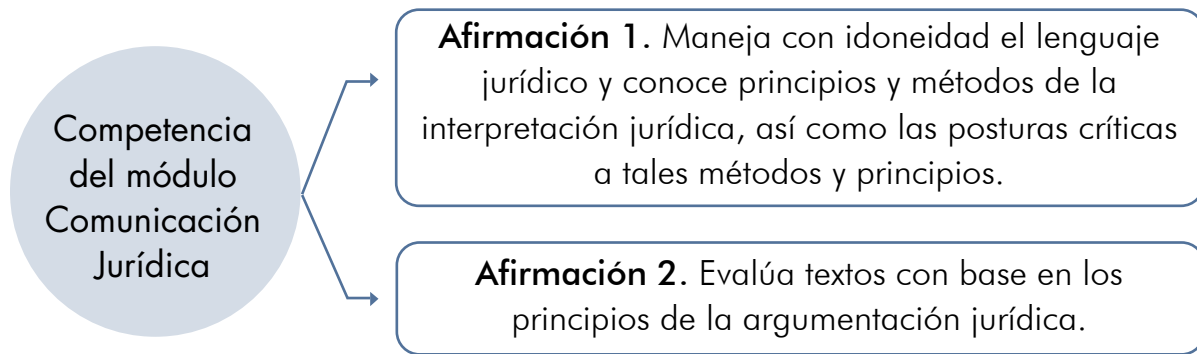 Competencia
del módulo
Comunicación
Jurídica
Afirmación 1. Maneja con idoneidad el lenguaje
jurídico y conoce principios y métodos de la
interpretación jurídica, así como las posturas críticas
a tales métodos y principios.
Afirmación 2. Evalúa textos con base en los
principios de la argumentación jurídica.